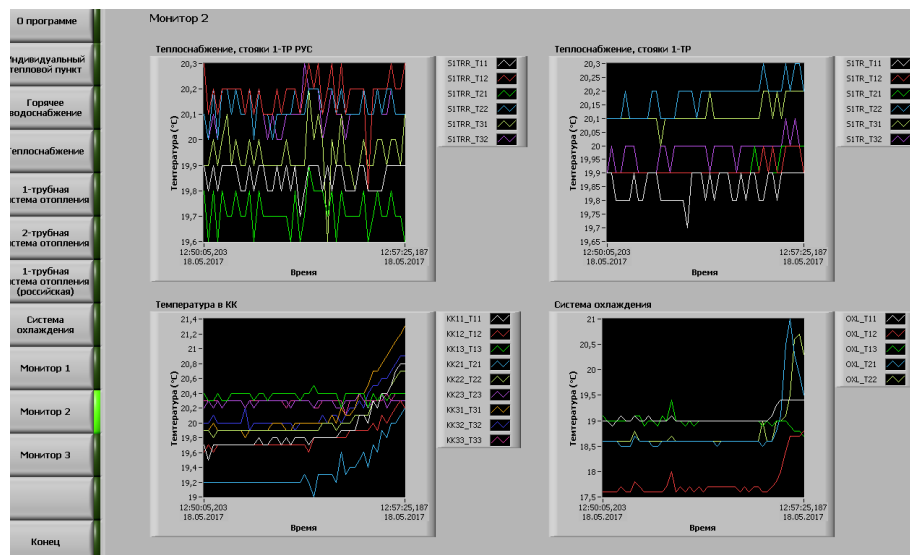 О программе
Индивидуальный
тепловой пункт
Горячее
водоснабжение
Теплоснабжение
1-трубная
система отопления
2-трубная
система отопления
1-трубная
система отопления
(российская)
Система
охлаждения
Монитор 1
Монитор 2
Монитор 3
Конец
Монитор 2
Теплоснабжение, стояки 1-ТР РУС
Темтература (°C)
20,3
20,2
20,1
20
19,9
19,8
19,7
19,6
12:50:05,203
18.05.2017
12:57:25,187
18.05.2017
Время
S1TRR_T11
S1TRR_T12
S1TRR_T21
S1TRR_T22
S1TRR_T31
S1TRR_T32
Теплоснабжение, стояки 1-ТР
Темтература (°C)
20,3
20,25
20,2
20,15
20,1
20,05
20
19,95
19,9
19,85
19,8
19,75
19,7
19,65
12:50:05,203
18.05.2017
12:57:25,187
18.05.2017
Время
S1TR_T11
S1TR_T12
S1TR_T21
S1TR_T22
S1TR_T31
S1TR_T32
Температура в КК
Темтература (°C)
21,4
21,2
21
20,8
20,6
20,4
20,2
20
19,8
19,6
19,4
19,2
19
12:50:05,203
18.05.2017
12:57:25,187
18.05.2017
Время
KK11_T11
KK12_T12
KK13_T13
KK21_T21
KK22_T22
KK23_T23
KK31_T31
KK32_T32
KK33_T33
Система охлаждения
Темтература (°C)
21
20,5
20
19,5
19
18,5
18
17,5
12:50:05,203
18.05.2017
12:57:25,187
18.05.2017
Время
OXL_T11
OXL_T12
OXL_T13
OXL_T21
OXL_T22